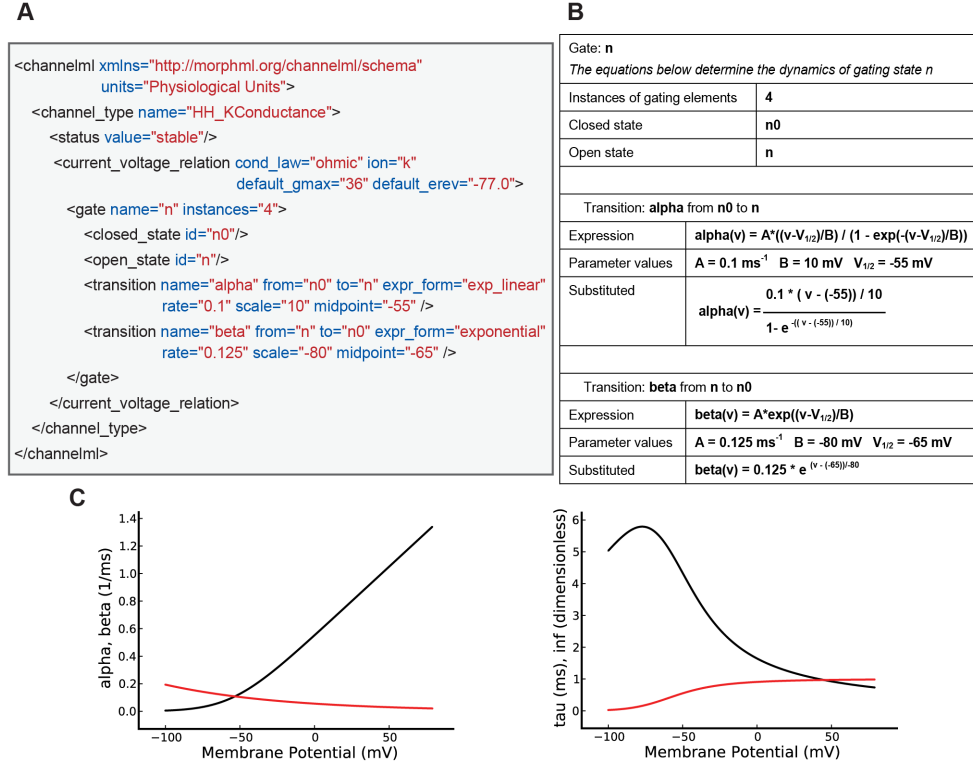 A
<channelml xmlns="http://morphml.org/channelml/schema"
units="Physiological Units">
<channel_type name="HH_KConductance">
<status value="stable"/>
<current_voltage_relation cond_law="ohmic" ion="k"
default_gmax="36" default_erev="-77.0">
<gate name="n" instances="4">
<closed_state id="n0"/>
<open_state id="n"/>
<transition name="alpha" from="n0" to="n" expr_form="exp_linear"
rate="0.1" scale="10" midpoint="-55" />
<transition name="beta" from="n" to="n0" expr_form="exponential"
rate="0.125" scale="-80" midpoint="-65" />
</gate>
</current_voltage_relation>
</channel_type>
</channelml>
B
Gate: n
The equations below determine the dynamics of gating state n
Instances of gating elements 4
Closed state n0
Open state n
Transition: alpha from n0 to n
Expression alpha(v) = A*((v-V1/2)/B) / (1 - exp(-(v-V1/2)/B))
Parameter values A = 0.1 ms-1 B = 10 mV V1/2 = -55 mV
Substituted
0.1 * ( v - (-55)) / 10
alpha(v) =
1- e -(( v - (-55)) / 10)
Transition: beta from n to n0
Expression beta(v) = A*exp((v-V1/2)/B)
Parameter values A = 0.125 ms-1 B = -80 mV V1/2 = -65 mV
Substituted beta(v) = 0.125 * e (v - (-65))/-80
C
alpha, beta (1/ms)
1.4
1.2
1.0
0.8
0.6
0.4
0.2
0.0
−100 −50 0 50
Membrane Potential (mV)
tau (ms), inf (dimensionless)
6
5
4
3
2
1
0
−100 −50 0 50
Membrane Potential (mV)